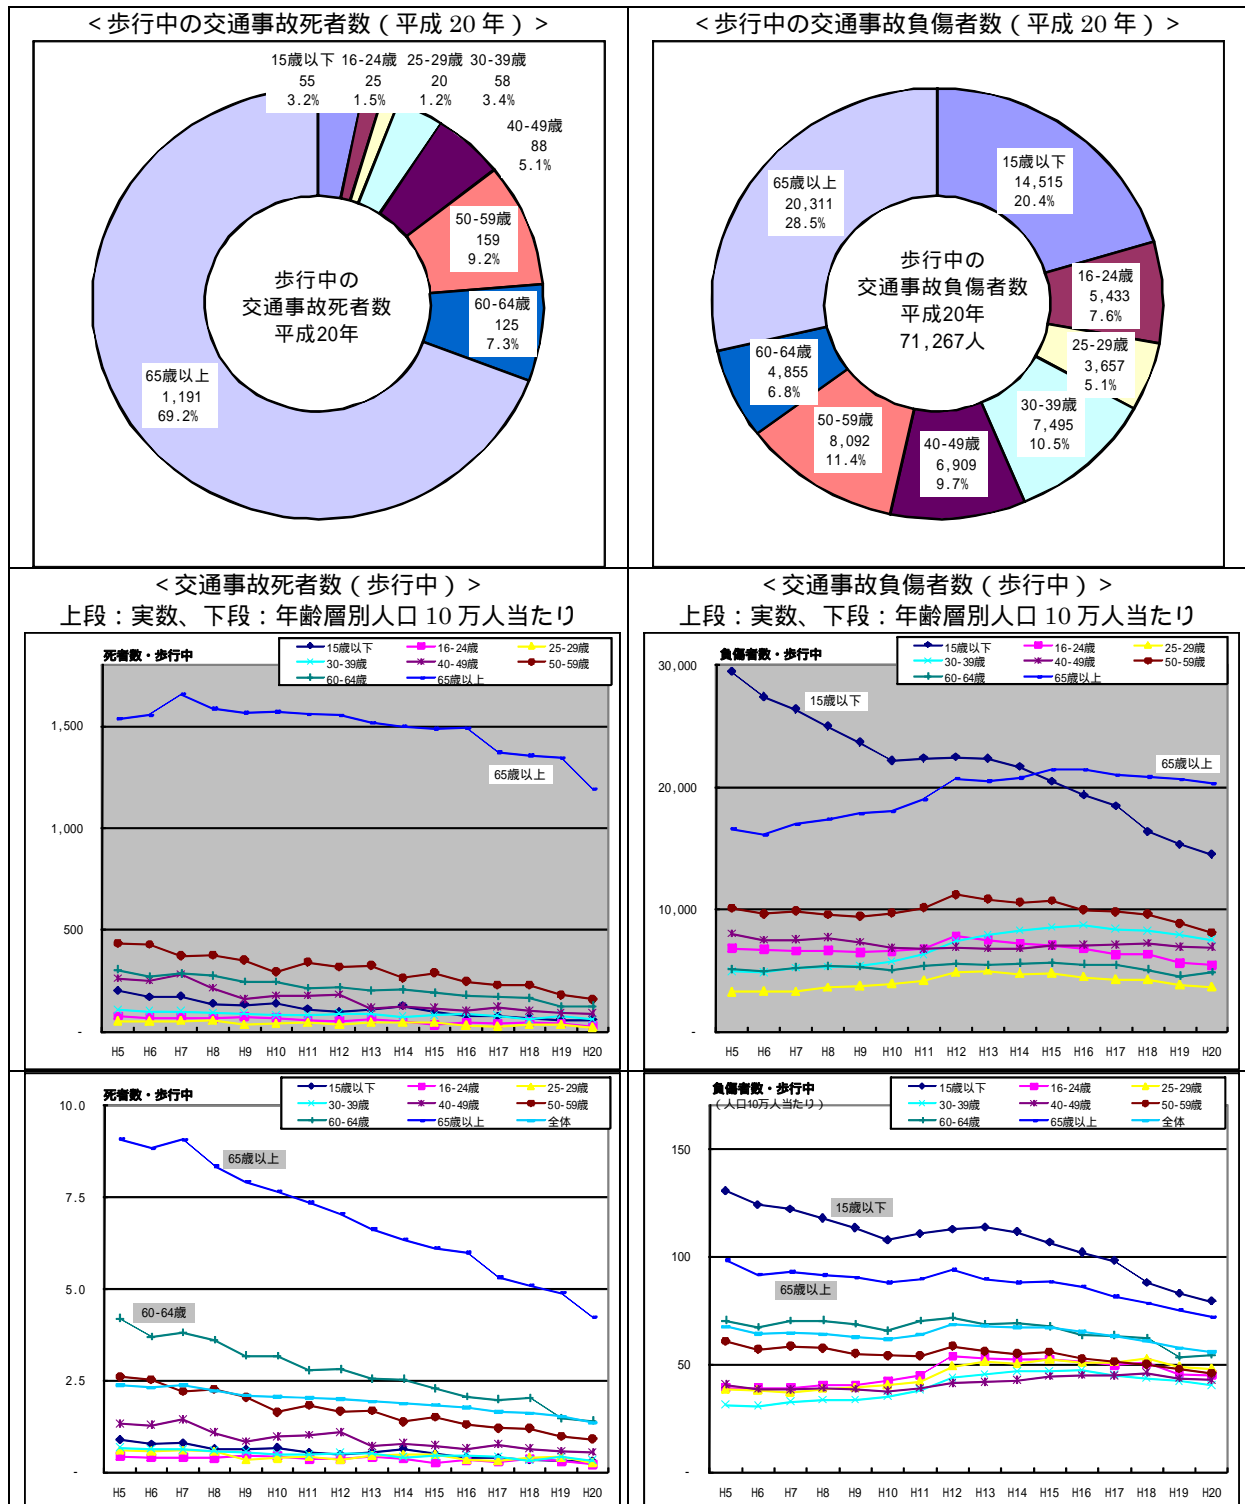 <歩行中の交通事故死者数(平成 20 年)>
15歳以下 16-24歳 25-29歳 30-39歳
55 25 20 58
3.2% 1.5% 1.2% 3.4%
40-49歳
88
5.1%
50-59歳
159
9.2%
60-64歳
125
7.3%
65歳以上
1,191
69.2%
歩行中の
交通事故死者数
平成20年
<歩行中の交通事故負傷者数(平成 20 年)>
15歳以下
14,515
20.4%
16-24歳
5,433
7.6%
25-29歳
3,657
5.1%
30-39歳
7,495
10.5%
40-49歳
6,909
9.7%
50-59歳
8,092
11.4%
60-64歳
4,855
6.8%
65歳以上
20,311
28.5%
歩行中の
交通事故負傷者数
平成20年
71,267人
<交通事故死者数(歩行中)>
上段:実数、下段:年齢層別人口 10 万人当たり
死者数・歩行中
15歳以下 16-24歳 25-29歳
30-39歳 40-49歳 50-59歳
60-64歳 65歳以上
1,500
1,000
500
-
65歳以上
H5 H6 H7 H8 H9 H10 H11 H12 H13 H14 H15 H16 H17 H18 H19 H20
<交通事故負傷者数(歩行中)>
上段:実数、下段:年齢層別人口 10 万人当たり
負傷者数・歩行中
15歳以下 16-24歳 25-29歳
30-39歳 40-49歳 50-59歳
60-64歳 65歳以上
30,000
20,000
10,000
-
15歳以下
65歳以上
H5 H6 H7 H8 H9 H10 H11 H12 H13 H14 H15 H16 H17 H18 H19 H20
死者数・歩行中
15歳以下 16-24歳 25-29歳
30-39歳 40-49歳 50-59歳
60-64歳 65歳以上 全体
10.0
7.5
5.0
2.5
-
65歳以上
60-64歳
H5 H6 H7 H8 H9 H10 H11 H12 H13 H14 H15 H16 H17 H18 H19 H20
負傷者数・歩行中
(人口10万人当たり)
15歳以下 16-24歳 25-29歳
30-39歳 40-49歳 50-59歳
60-64歳 65歳以上 全体
150
100
50
-
15歳以下
65歳以上
H5 H6 H7 H8 H9 H10 H11 H12 H13 H14 H15 H16 H17 H18 H19 H20